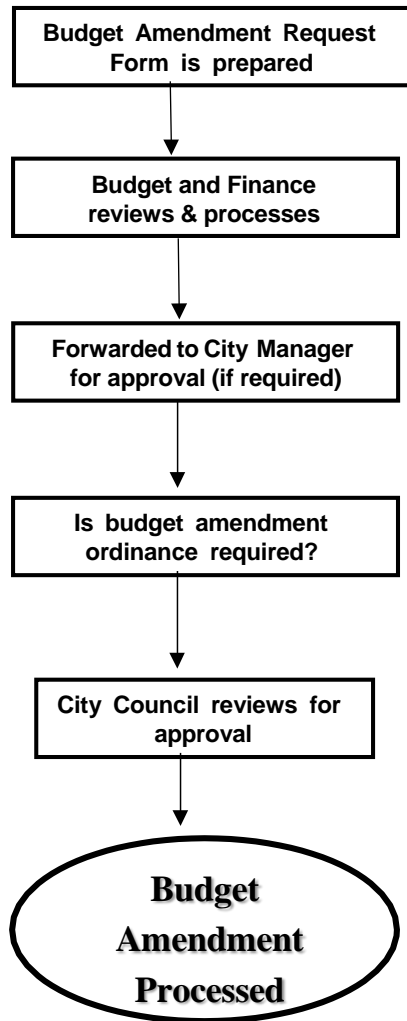 Budget Amendment Request
Form is prepared
Budget and Finance
reviews & processes
Forwarded to City Manager
for approval (if required)
Is budget amendment
ordinance required?
City Council reviews for
approval
Budget
Amendment
Processed